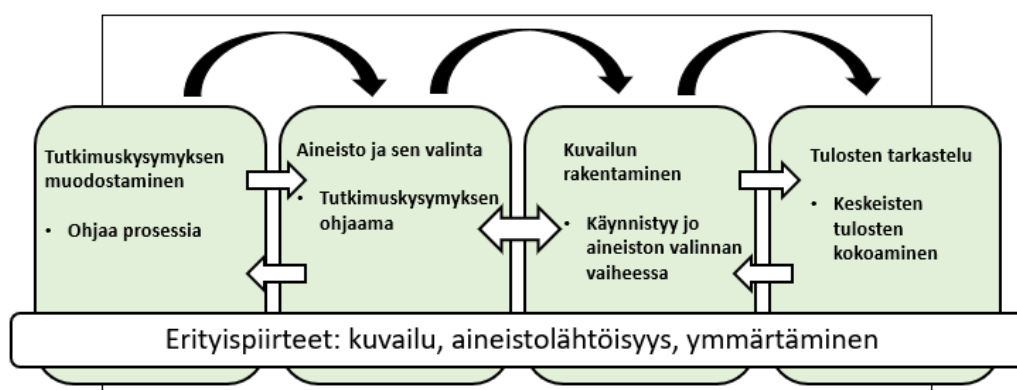 Tutkimuskysymyksen
muodostaminen
• Ohjaa prosessia
Aineisto ja sen valinta
• Tutkimuskysymyksen
ohjaama
Kuvailun
rakentaminen
• Käynnistyy jo
aineiston valinnan
vaiheessa
Tulosten tarkastelu
• Keskeisten
tulosten
kokoaminen
Erityispiirteet: kuvailu, aineistolähtöisyys, ymmärtäminen